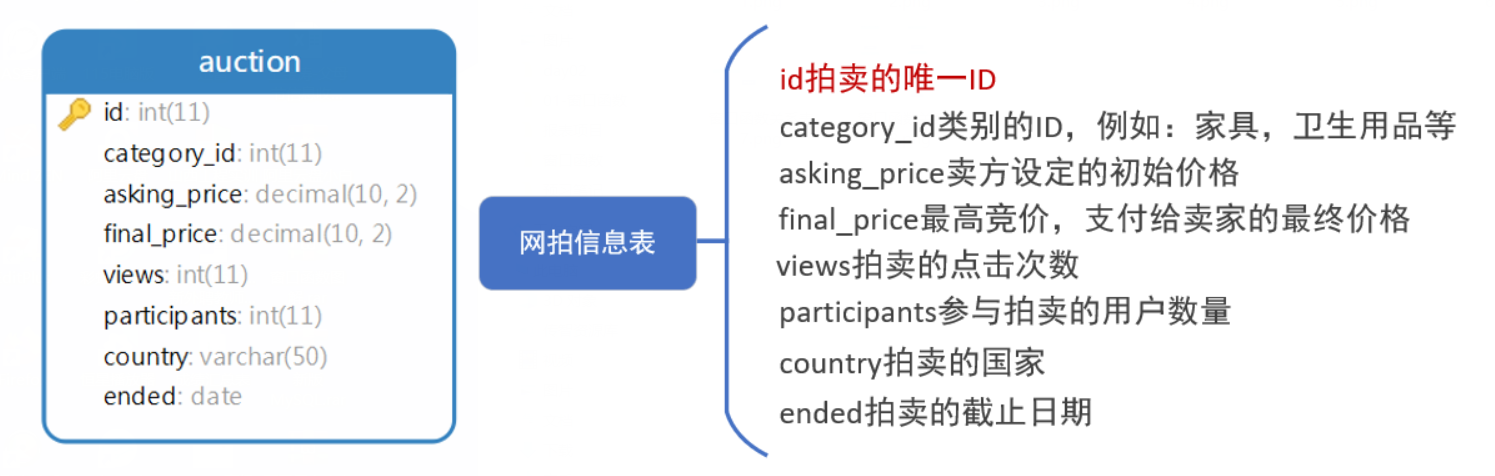 auction
id: int(11)
category_id: int(11)
asking_price: decimal(10, 2)
final_price: decimal(10, 2)
views: int(11)
participants: int(11)
country: varchar(50)
ended: date
网拍信息表
id拍卖的唯一ID
category_id类别的ID，例如：家具，卫生用品等
asking_price卖方设定的初始价格
final_price最高竞价，支付给卖家的最终价格
views拍卖的点击次数
participants参与拍卖的用户数量
country拍卖的国家
ended拍卖的截止日期